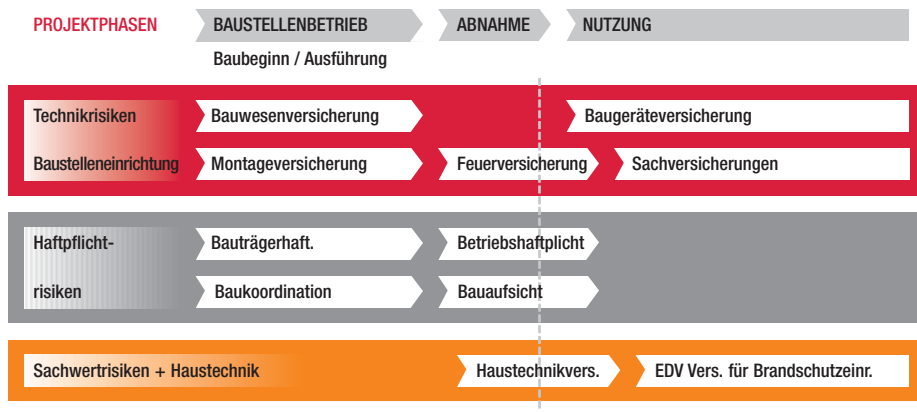 PROJEKTPHASEN BAUSTELLENBETRIEB ABNAHME NUTZUNG
Baubeginn / Ausführung
Technikrisiken Bauwesenversicherung Baugeräteversicherung
Baustelleneinrichtung Montageversicherung Feuerversicherung Sachversicherungen
Haftpflicht- Bauträgerhaft. Betriebshaftplicht
risiken Baukoordination Bauaufsicht
Sachwertrisiken + Haustechnik Haustechnikvers. EDV Vers. für Brandschutzeinr.